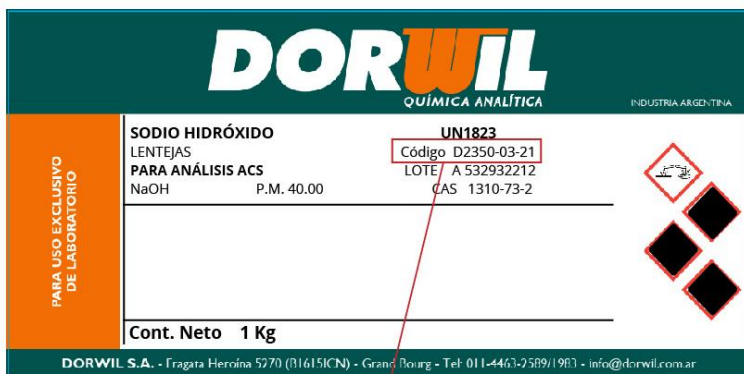 DORWIL
QUÍMICA ANALÍTICA
INDUSTRIA ARGENTINA
PARA USO EXCLUSIVO
DE LABORATORIO
SODIO HIDRÓXIDO
LENTEJAS
PARA ANÁLISIS ACS
NaOH P.M. 40.00
UN1823
Código D2350-03-21
LOTE A 532932212
CAS 1310-73-2
Cont. Neto 1 Kg
DORWIL S.A. - Fragata Heroína 5270 (B1615ICN) - Grand Bourg - Tel: 011-4463-2589/1983 - info@dorwil.com.ar